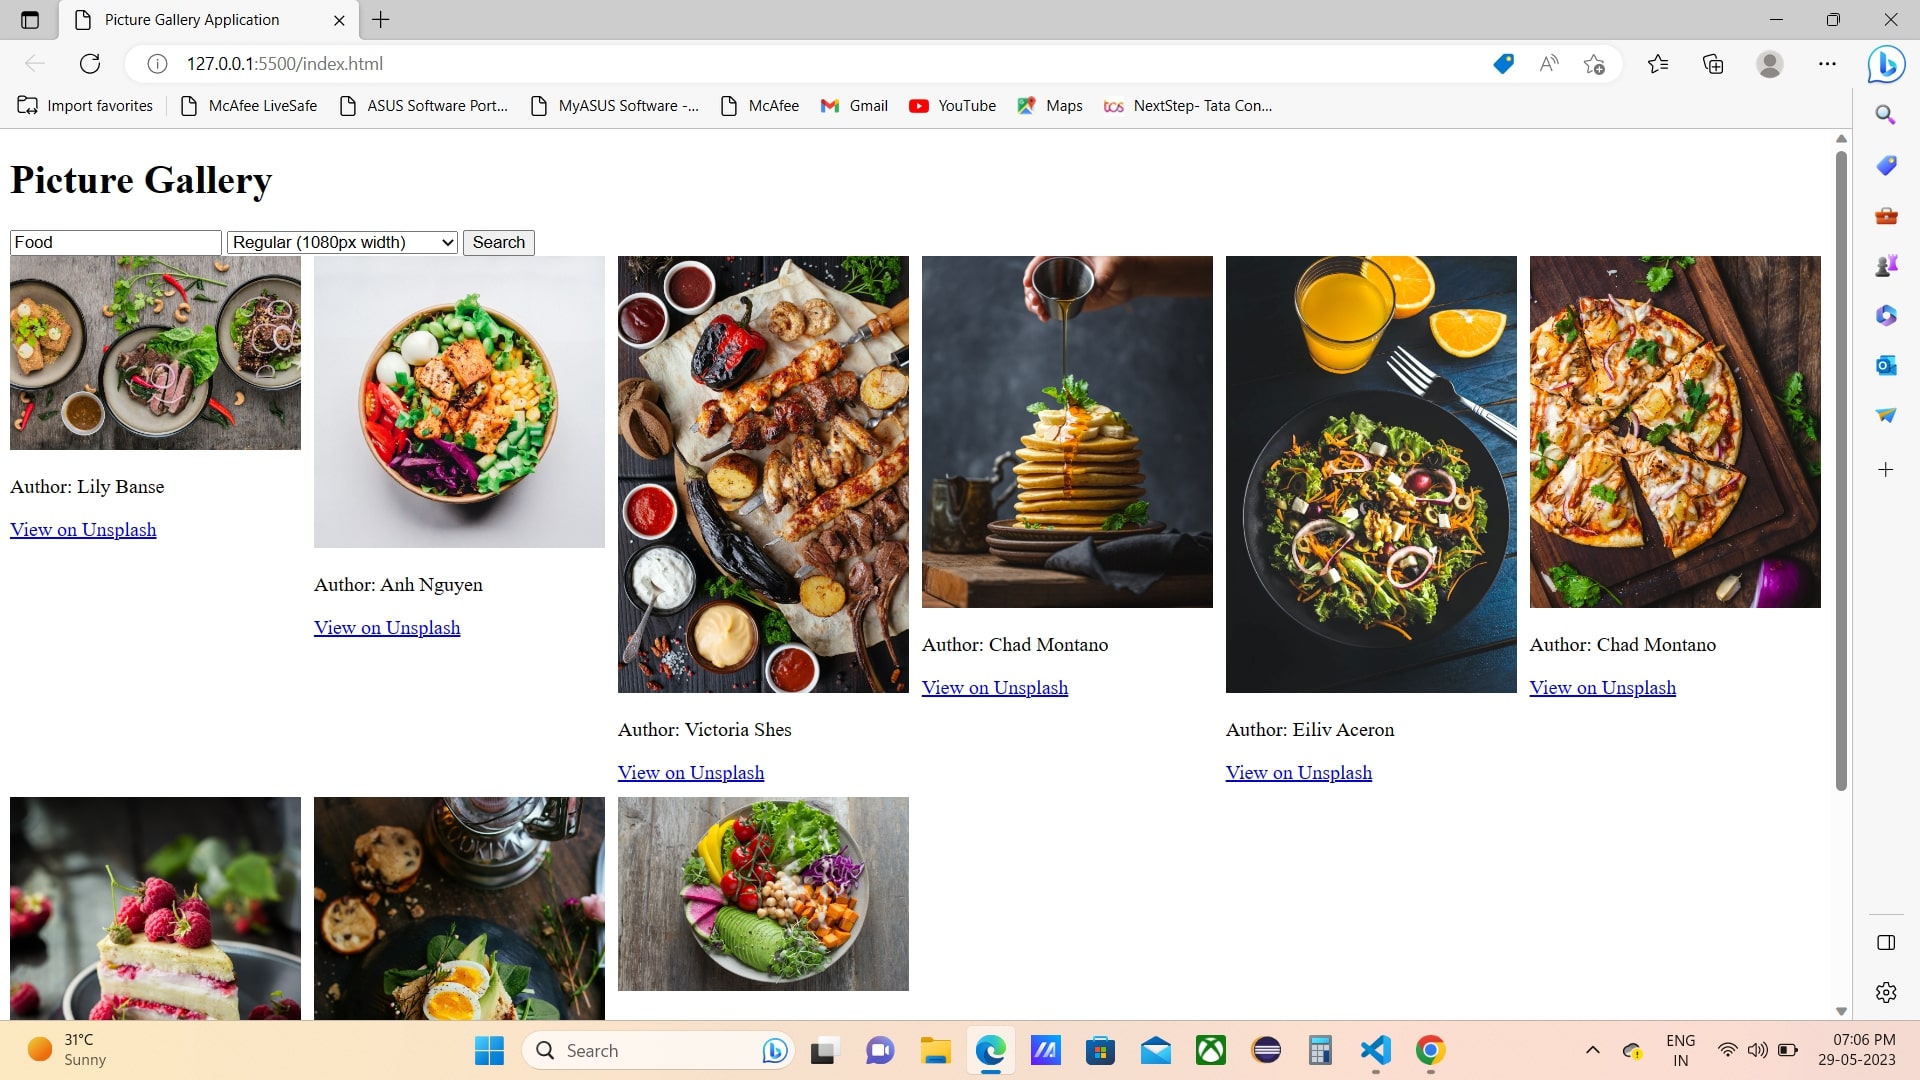 Picture Gallery Application
127.0.0.1:5500/index.html
Import favorites
McAfee LiveSafe
ASUS Software Port...
MyASUS Software -...
McAfee
Gmail
YouTube
Maps
tcs
NextStep- Tata Con...
Picture Gallery
Food
Regular (1080px width)
Search
Author: Lily Banse
View on Unsplash
Author: Anh Nguyen
View on Unsplash
Author: Victoria Shes
View on Unsplash
Author: Chad Montano
View on Unsplash
Author: Eiliv Aceron
View on Unsplash
Author: Chad Montano
View on Unsplash
31°C
Sunny
Search
ENG
IN
07:06 PM
29-05-2023